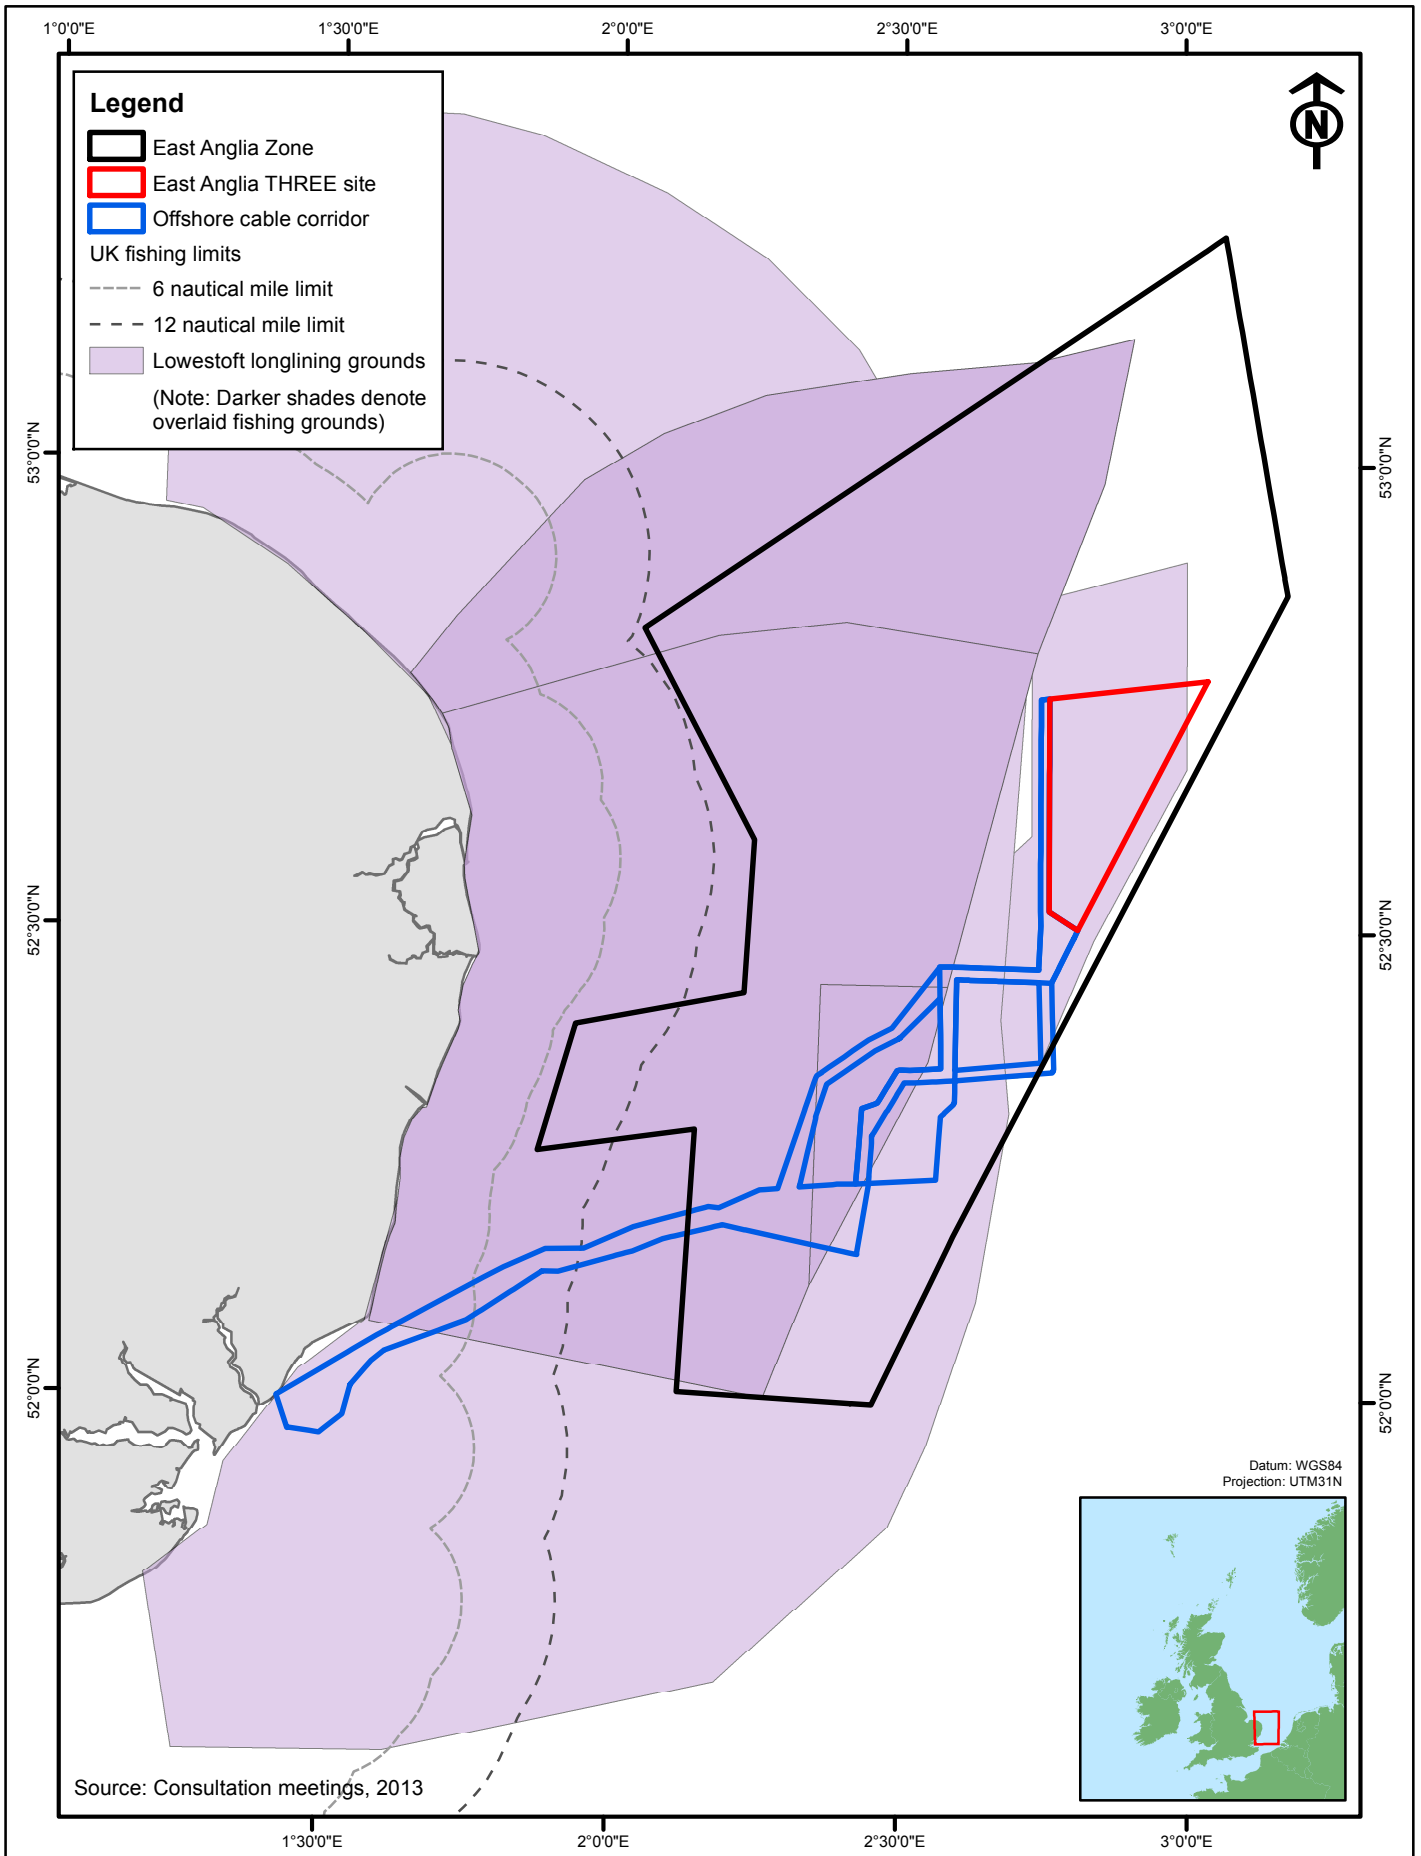 1°0'0"E
1°30'0"E
2°0'0"E
2°30'0"E
3°0'0"E
Legend
East Anglia Zone
East Anglia THREE site
Offshore cable corridor
UK fishing limits
6 nautical mile limit
12 nautical mile limit
Lowestoft longlining grounds
(Note: Darker shades denote
overlaid fishing grounds)
N
53°0'0"N
53°0'0"N
52°30'0"N
52°30'0"N
52°0'0"N
52°0'0"N
Datum: WGS84
Projection: UTM31N
Source: Consultation meetings, 2013
1°30'0"E
2°0'0"E
2°30'0"E
3°0'0"E